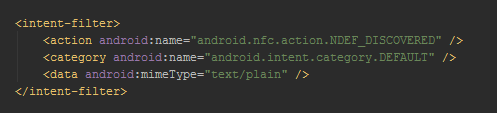 <intent-filter>
    <action android:name="android.nfc.action.NDEF_DISCOVERED" />
    <category android:name="android.intent.category.DEFAULT" />
    <data android:mimeType="text/plain" />
</intent-filter>